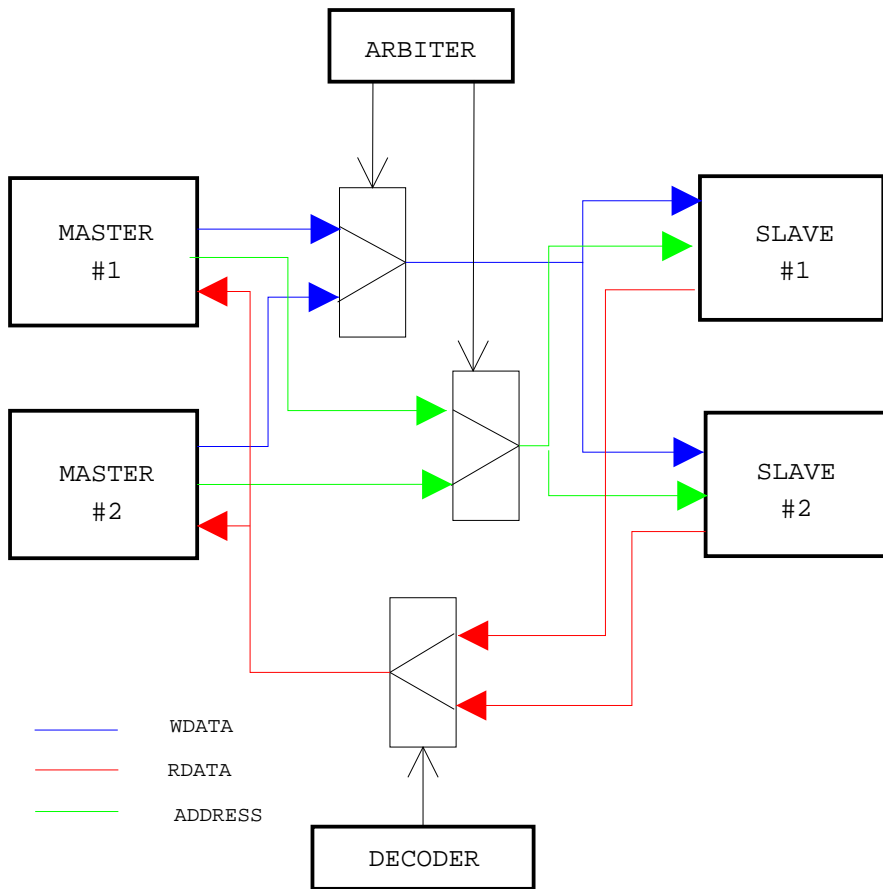 ARBITER
MASTER
#1
SLAVE
#1
MASTER
#2
SLAVE
#2
WDATA
RDATA
ADDRESS
DECODER